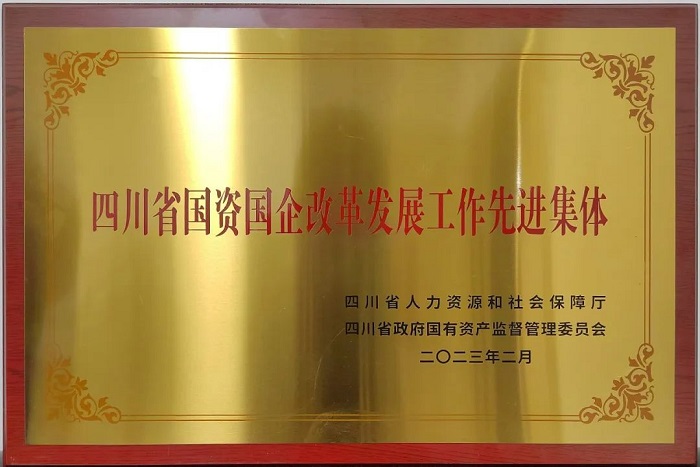 四川省国资国企改革发展工作先进集体
四川省人力资源和社会保障厅
四川省政府国有资产监督管理委员会
二〇二三年二月